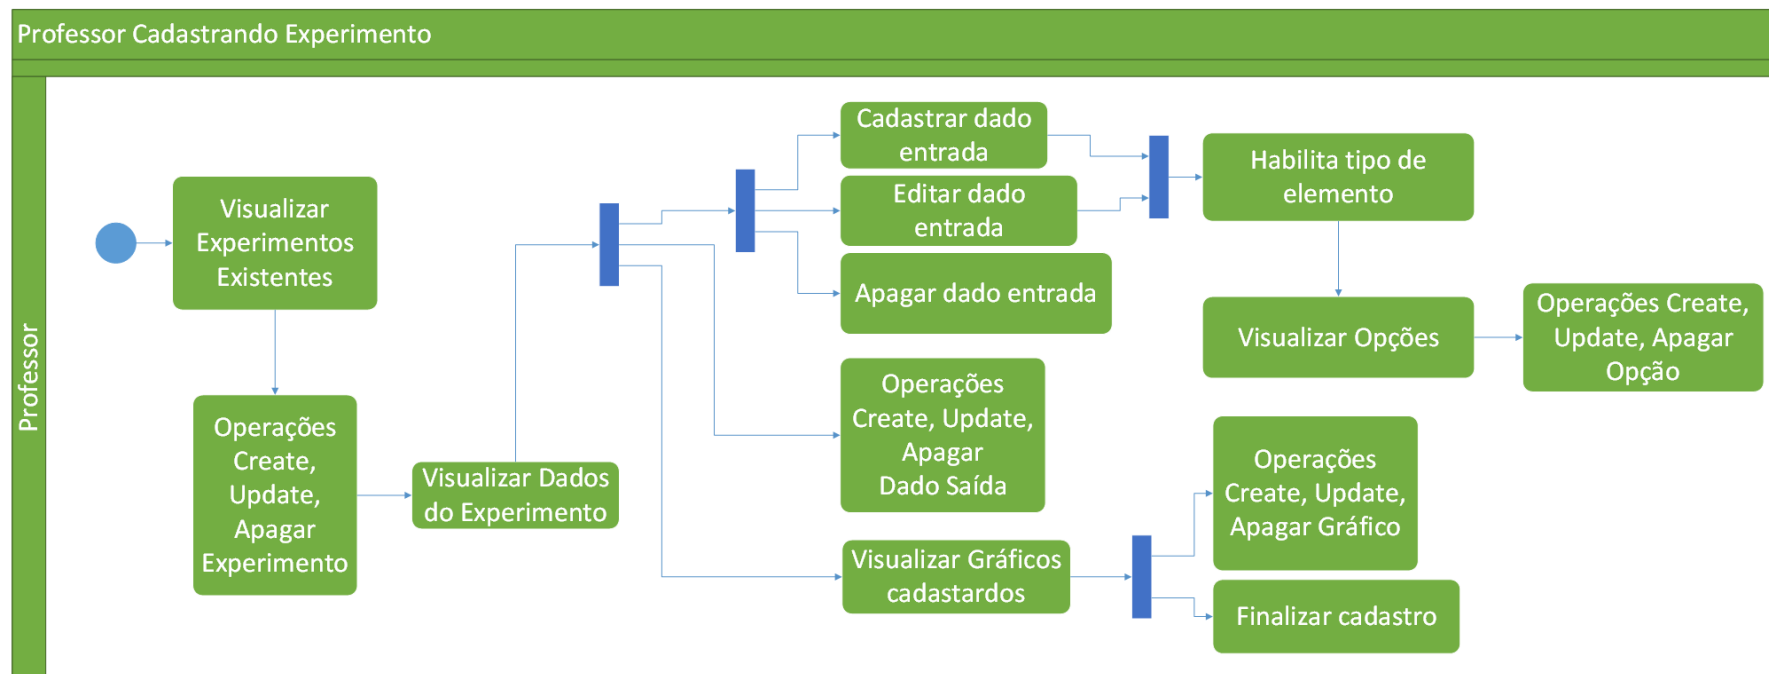 Professor Cadastrando Experimento
Professor
Visualizar
Experimentos
Existentes
Operações
Create,
Update,
Apagar
Experimento
Visualizar Dados
do Experimento
Cadastrar dado
entrada
Editar dado
entrada
Apagar dado entrada
Operações
Create, Update,
Apagar
Dado Saída
Visualizar Gráficos
cadastardos
Habilita tipo de
elemento
Visualizar Opções
Operações Create,
Update, Apagar
Opção
Operações
Create, Update,
Apagar Gráfico
Finalizar cadastro